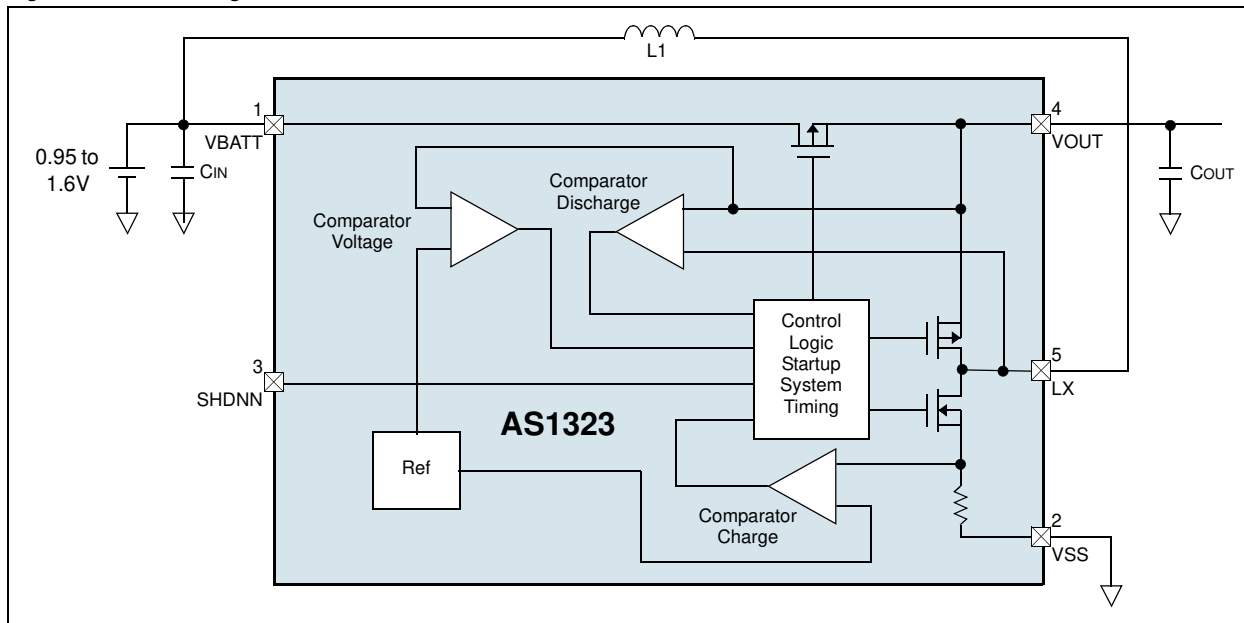 L1
1
VBATT
4
VOUT
0.95 to
1.6V
CIN
COUT
Comparator
Voltage
Comparator
Discharge
Control
Logic
Startup
System
Timing
3
SHDNN
5
LX
AS1323
Ref
Comparator
Charge
2
VSS